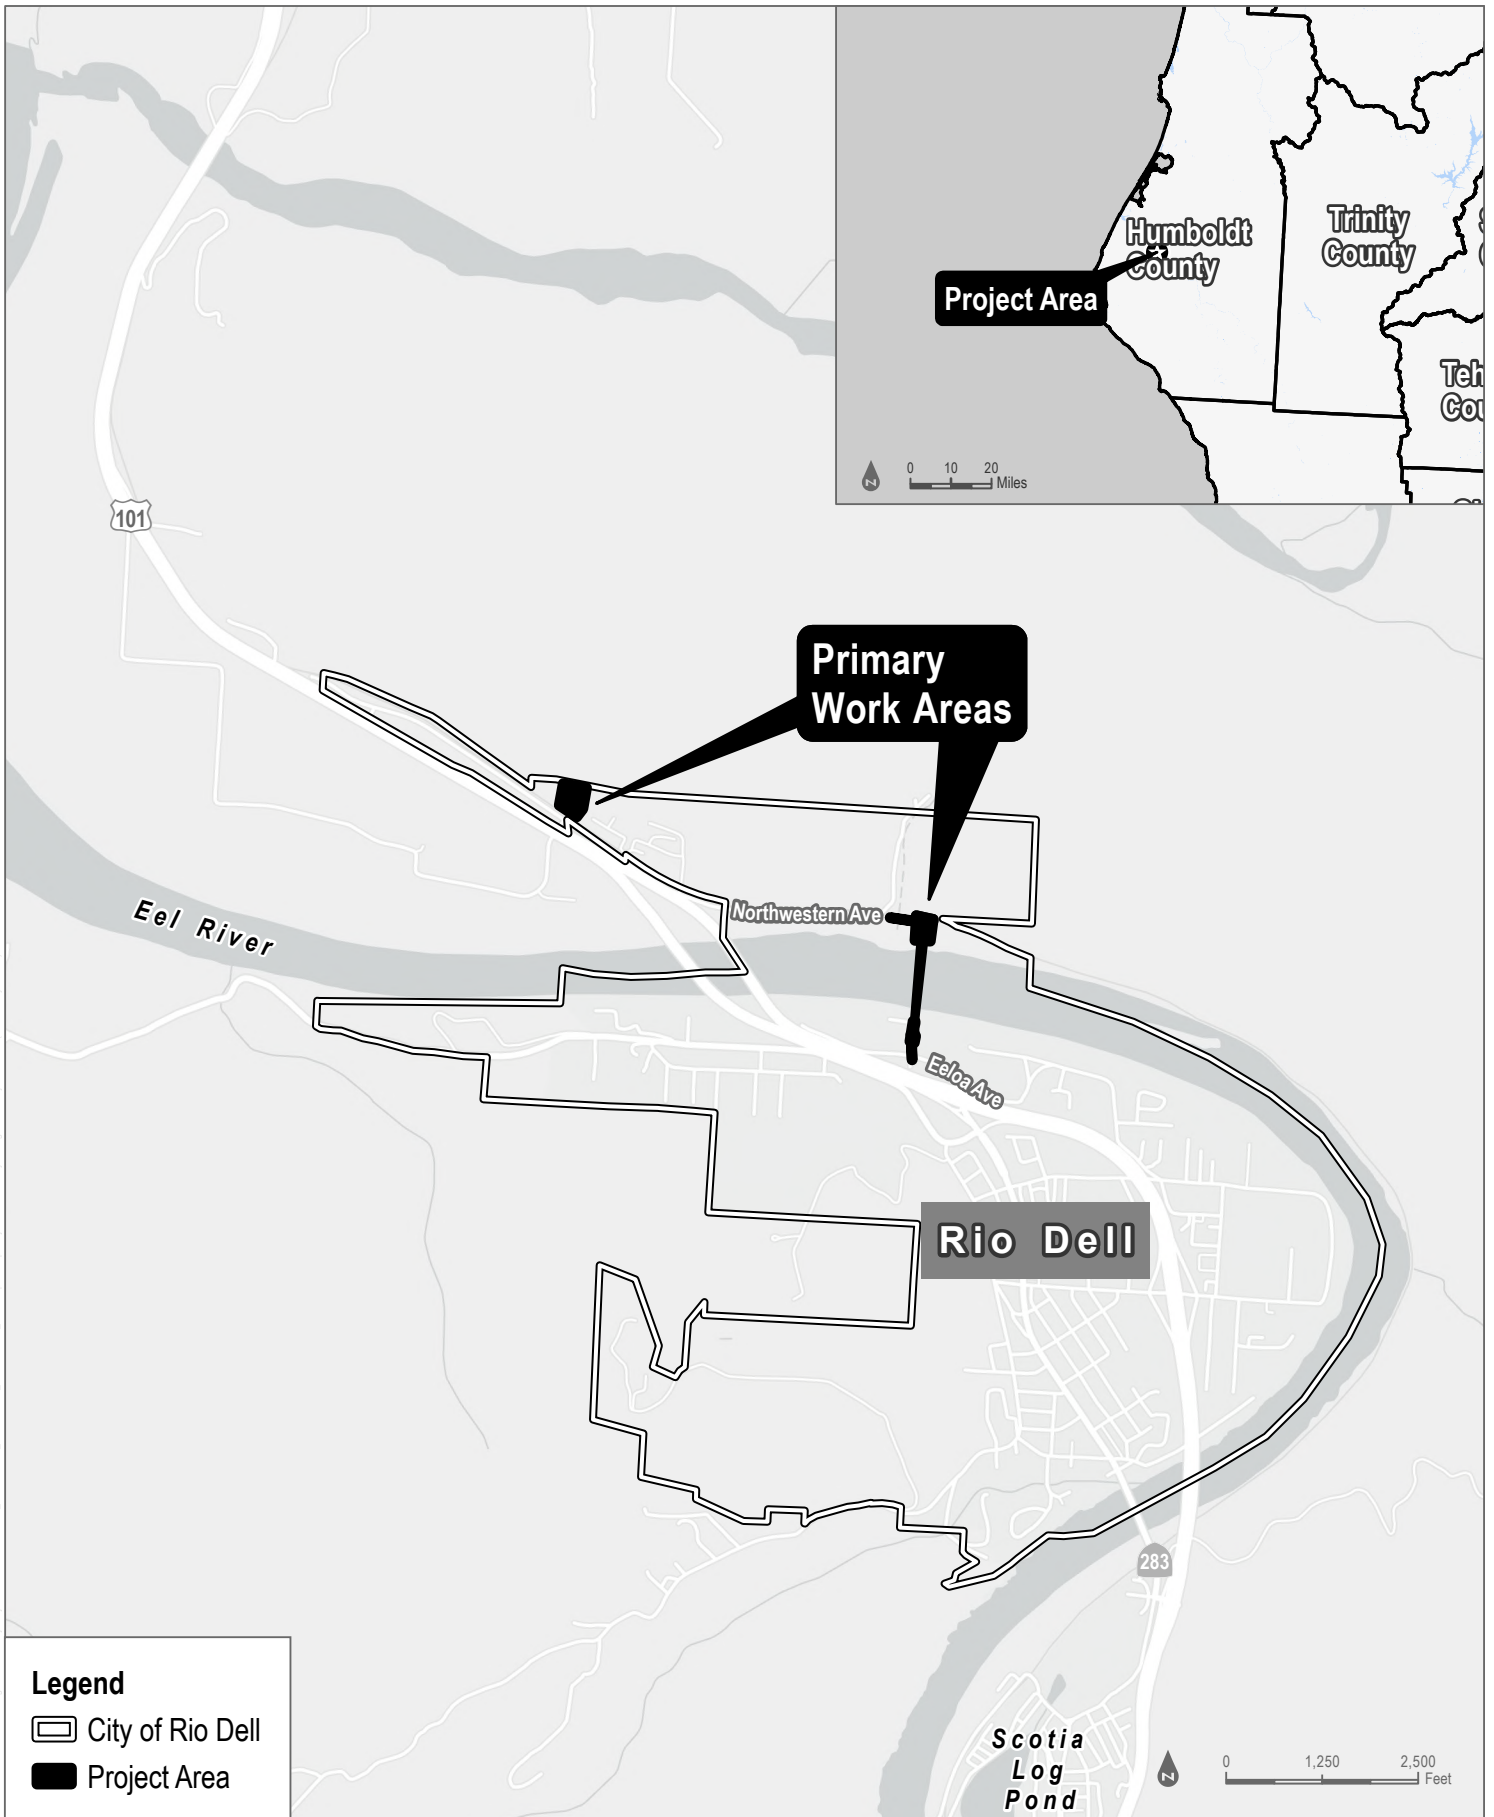 Humboldt
County
Trinity
County
Project Area
Teh
Cou
0 10 20
Miles
N
101
Primary
Work Areas
Northwestern Ave
Eel River
Eeloa Ave
Rio Dell
283
Legend
City of Rio Dell
Project Area
Scotia
Log
Pond
N
0 1,250 2,500
Feet